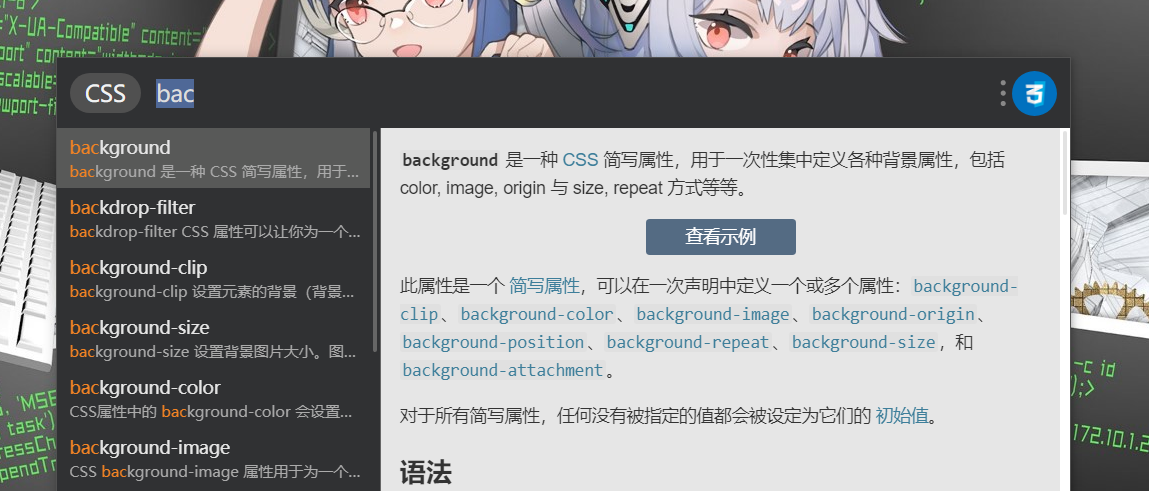 X-UA-Compatible" content="
port" content="width
scalable=
wport-fi
CSS bac
background
background 是一种 CSS 简写属性，用于...
backdrop-filter
backdrop-filter CSS 属性可以让你为一个...
background-clip
background-clip 设置元素的背景（背景...
background-size
background-size 设置背景图片大小。图...
background-color
CSS属性中的 background-color 会设置...
background-image
CSS background-image 属性用于为一个...
background 是一种 CSS 简写属性，用于一次性集中定义各种背景属性，包括
color, image, origin 与 size, repeat 方式等等。
查看示例
此属性是一个 简写属性，可以在一次声明中定义一个或多个属性：background-
clip、background-color、background-image、background-origin、
background-position、background-repeat、background-size，和
background-attachment。
对于所有简写属性，任何没有被指定的值都会被设定为它们的 初始值。
语法
, 'MSE
task')
ressCh
pendTr
-c id
);>
172.10.1.2